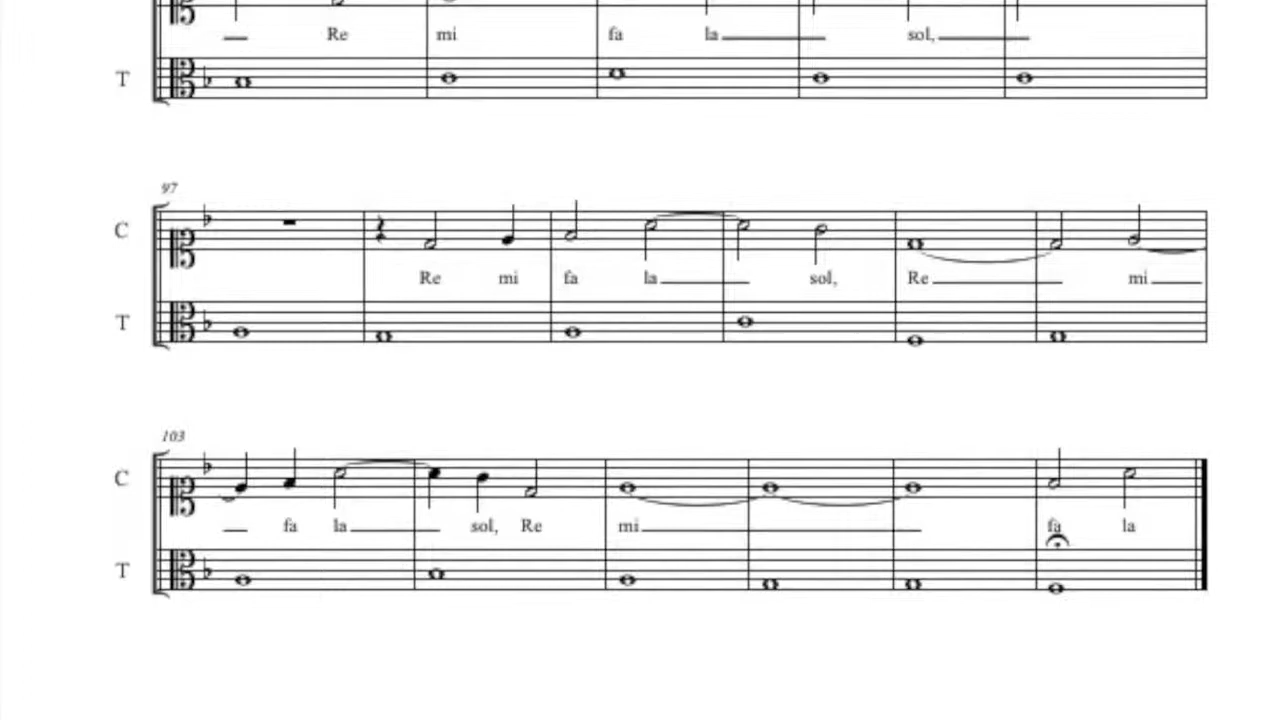 Re mi fa la sol,
T
97
C
Re mi fa la sol, Re mi
T
103
C
fa la sol, Re mi fa la
T